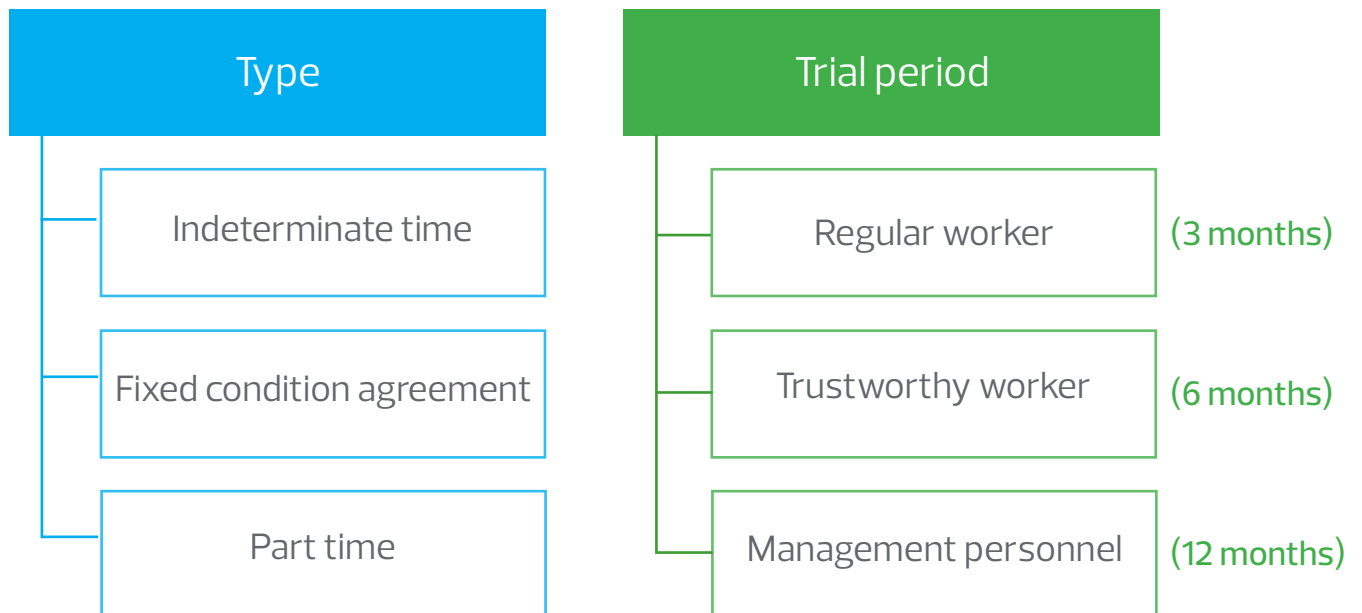 Type
Indeterminate time
Fixed condition agreement
Part time
Trial period
Regular worker (3 months)
Trustworthy worker (6 months)
Management personnel (12 months)